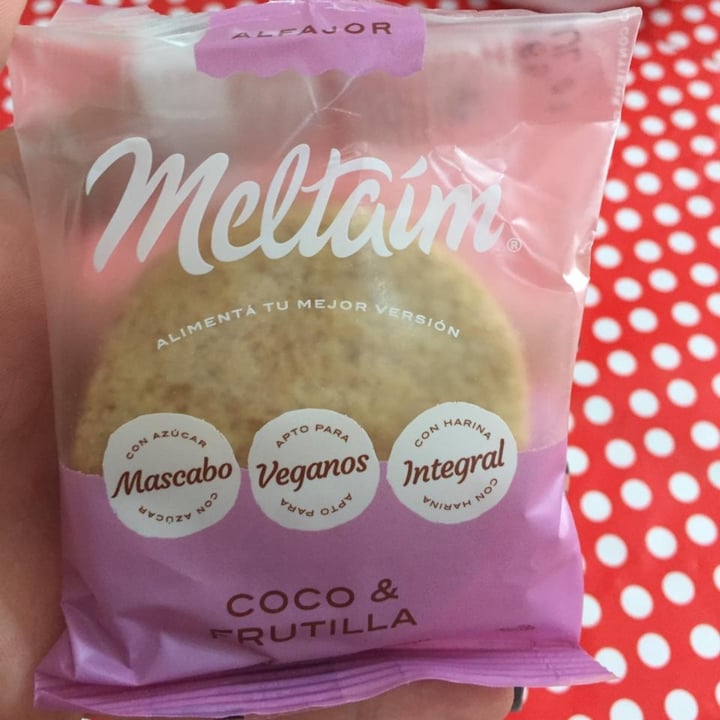 ALFAJOR
Meltaím®
ALIMENTÁ TU MEJOR VERSIÓN
CON AZÚCAR
Mascabo
CON AZÚCAR
APTO PARA
Veganos
APTO PARA
CON HARINA
Integral
CON HARINA
COCO &
FRUTILLA